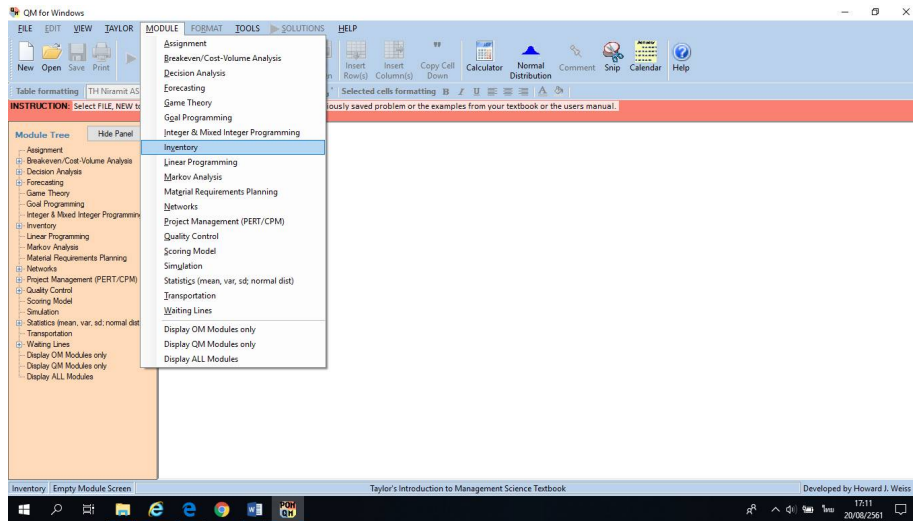 QM for Windows
FILE EDIT VIEW TAYLOR MODULE FORMAT TOOLS SOLUTIONS HELP
New Open Save Print
Insert Row(s) Insert Column(s) Copy Cell Down Calculator Normal Distribution Comment Snip Calendar Help
Table formatting TH Niramit AS
Selected cells formatting B I U A
INSTRUCTION: Select FILE, NEW to
iously saved problem or the examples from your textbook or the users manual.
Assignment
Breakeven/Cost-Volume Analysis
Decision Analysis
Forecasting
Game Theory
Goal Programming
Integer & Mixed Integer Programming
Inventory
Linear Programming
Markov Analysis
Material Requirements Planning
Networks
Project Management (PERT/CPM)
Quality Control
Scoring Model
Simulation
Statistics (mean, var, sd; normal dist)
Transportation
Waiting Lines
Display OM Modules only
Display QM Modules only
Display ALL Modules
Module Tree Hide Panel
Assignment
Breakeven/Cost-Volume Analysis
Decision Analysis
Forecasting
Game Theory
Goal Programming
Integer & Mixed Integer Programmin
Inventory
Linear Programming
Markov Analysis
Material Requirements Planning
Networks
Project Management (PERT/CPM)
Quality Control
Scoring Model
Simulation
Statistics (mean, var, sd; normal dist
Transportation
Waiting Lines
Display OM Modules only
Display QM Modules only
Display ALL Modules
Inventory Empty Module Screen Taylor's Introduction to Management Science Textbook Developed by Howard J. Weiss
POM QM
ไทย
17:11
20/08/2561